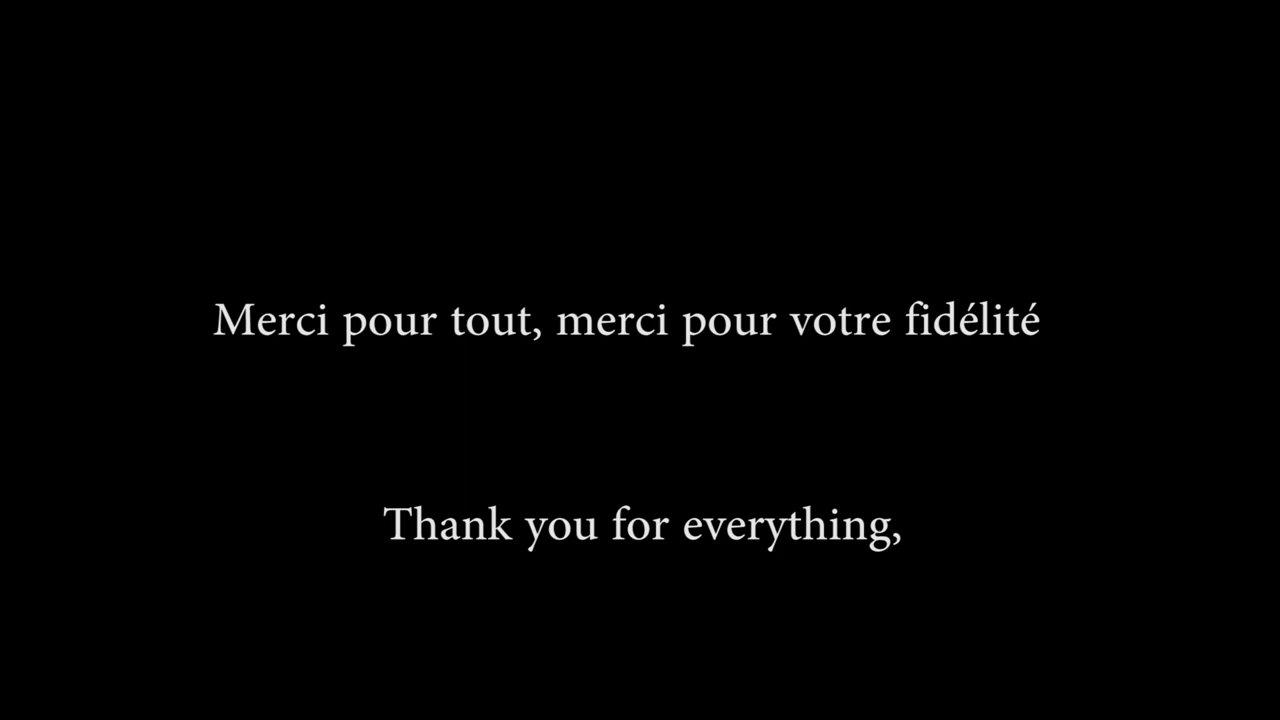 Merci pour tout, merci pour votre fidélité
Thank you for everything,